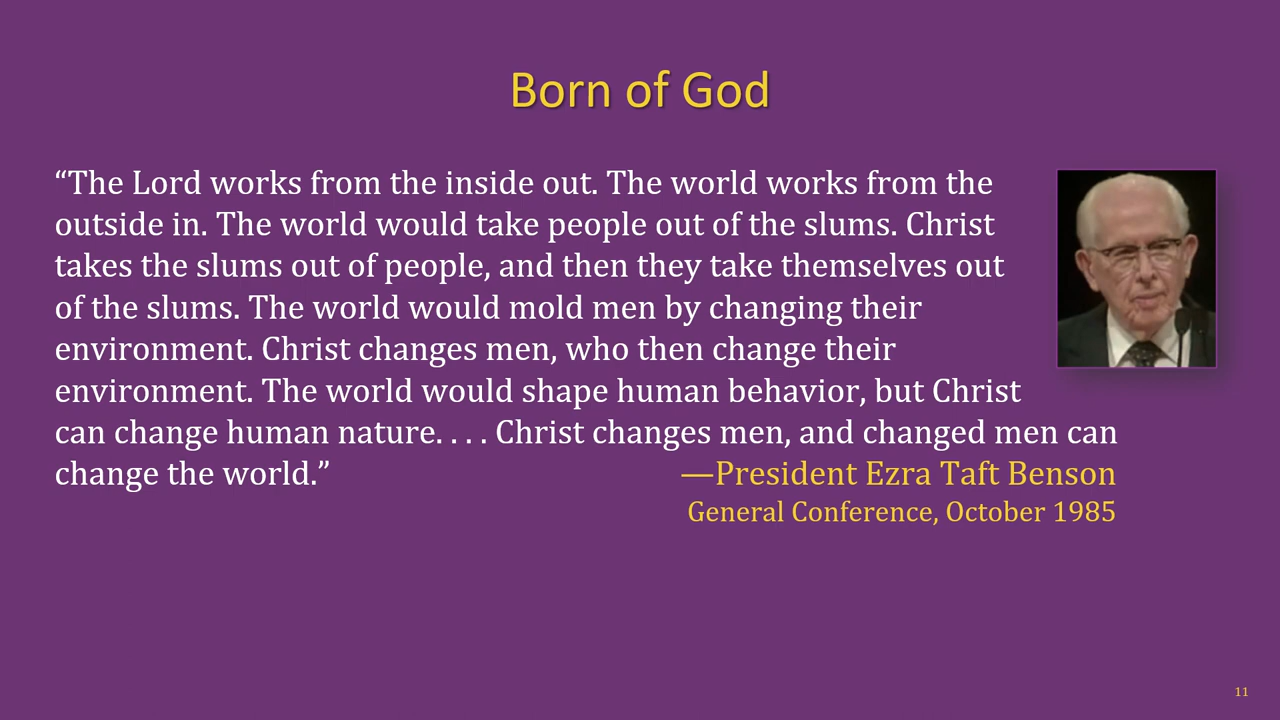 Born of God
“The Lord works from the inside out. The world works from the
outside in. The world would take people out of the slums. Christ
takes the slums out of people, and then they take themselves out
of the slums. The world would mold men by changing their
environment. Christ changes men, who then change their
environment. The world would shape human behavior, but Christ
can change human nature. . . . Christ changes men, and changed men can
change the world.” —President Ezra Taft Benson
General Conference, October 1985
11